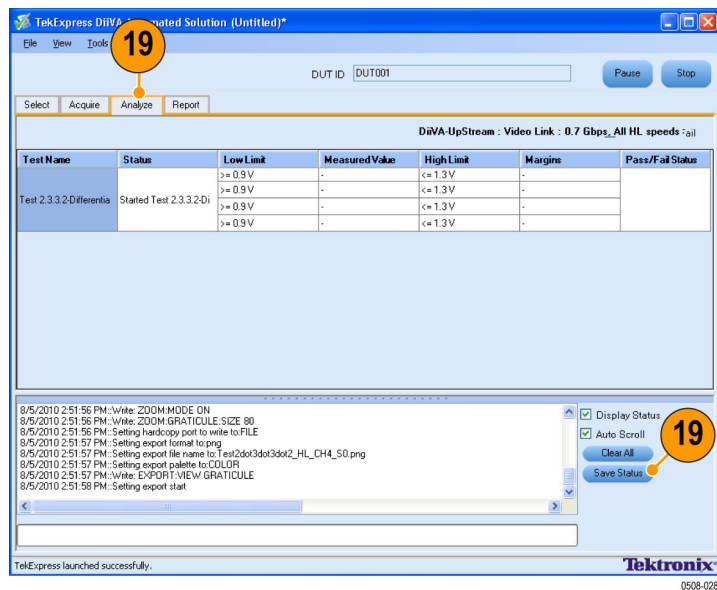 TekExpress DiiVA Automated Solution (Untitled)*
File View Tools
19
DUT ID DUT001 Pause Stop
Select Acquire Analyze Report
DiiVA-UpStream : Video Link : 0.7 Gbps,_All HL speeds :ail
Test Name Status Low Limit Measured Value High Limit Margins Pass/Fail Status
Test 2.3.3.2-Differentia Started Test 2.3.3.2-Di >= 0.9 V - <= 1.3 V -
>= 0.9 V - <= 1.3 V -
>= 0.9 V - <= 1.3 V -
>= 0.9 V - <= 1.3 V -
8/5/2010 2:51:56 PM::Write: ZOOM:MODE ON
8/5/2010 2:51:56 PM::Write: ZOOM:GRATICULE:SIZE 80
8/5/2010 2:51:56 PM::Setting hardcopy port to write to:FILE
8/5/2010 2:51:57 PM::Setting export format to:png
8/5/2010 2:51:57 PM::Setting export file name to:Test2dot3dot3dot2_HL_CH4_S0.png
8/5/2010 2:51:57 PM::Setting export palette to:COLOR
8/5/2010 2:51:57 PM::Write: EXPORT:VIEW GRATICULE
8/5/2010 2:51:58 PM::Setting export start
Display Status
Auto Scroll
19
Clear All
Save Status
TekExpress launched successfully.
Tektronix
0508-028